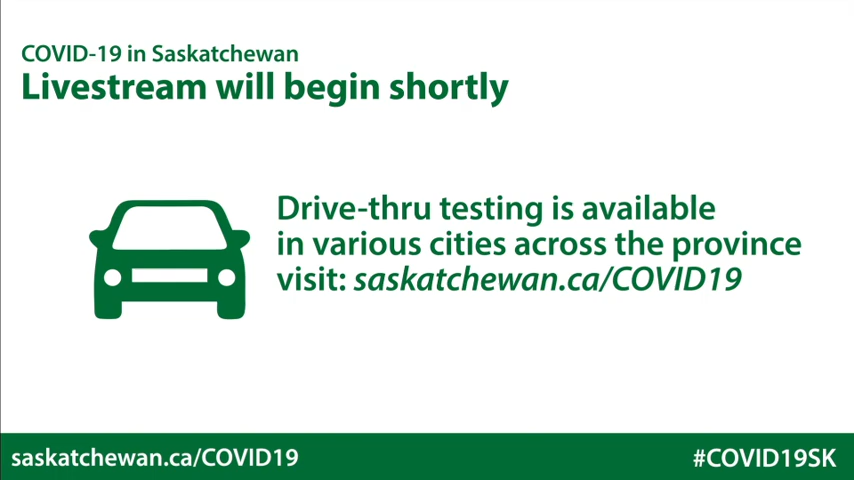 COVID-19 in Saskatchewan
Livestream will begin shortly
Drive-thru testing is available
in various cities across the province
visit: saskatchewan.ca/COVID19
saskatchewan.ca/COVID19
#COVID19SK